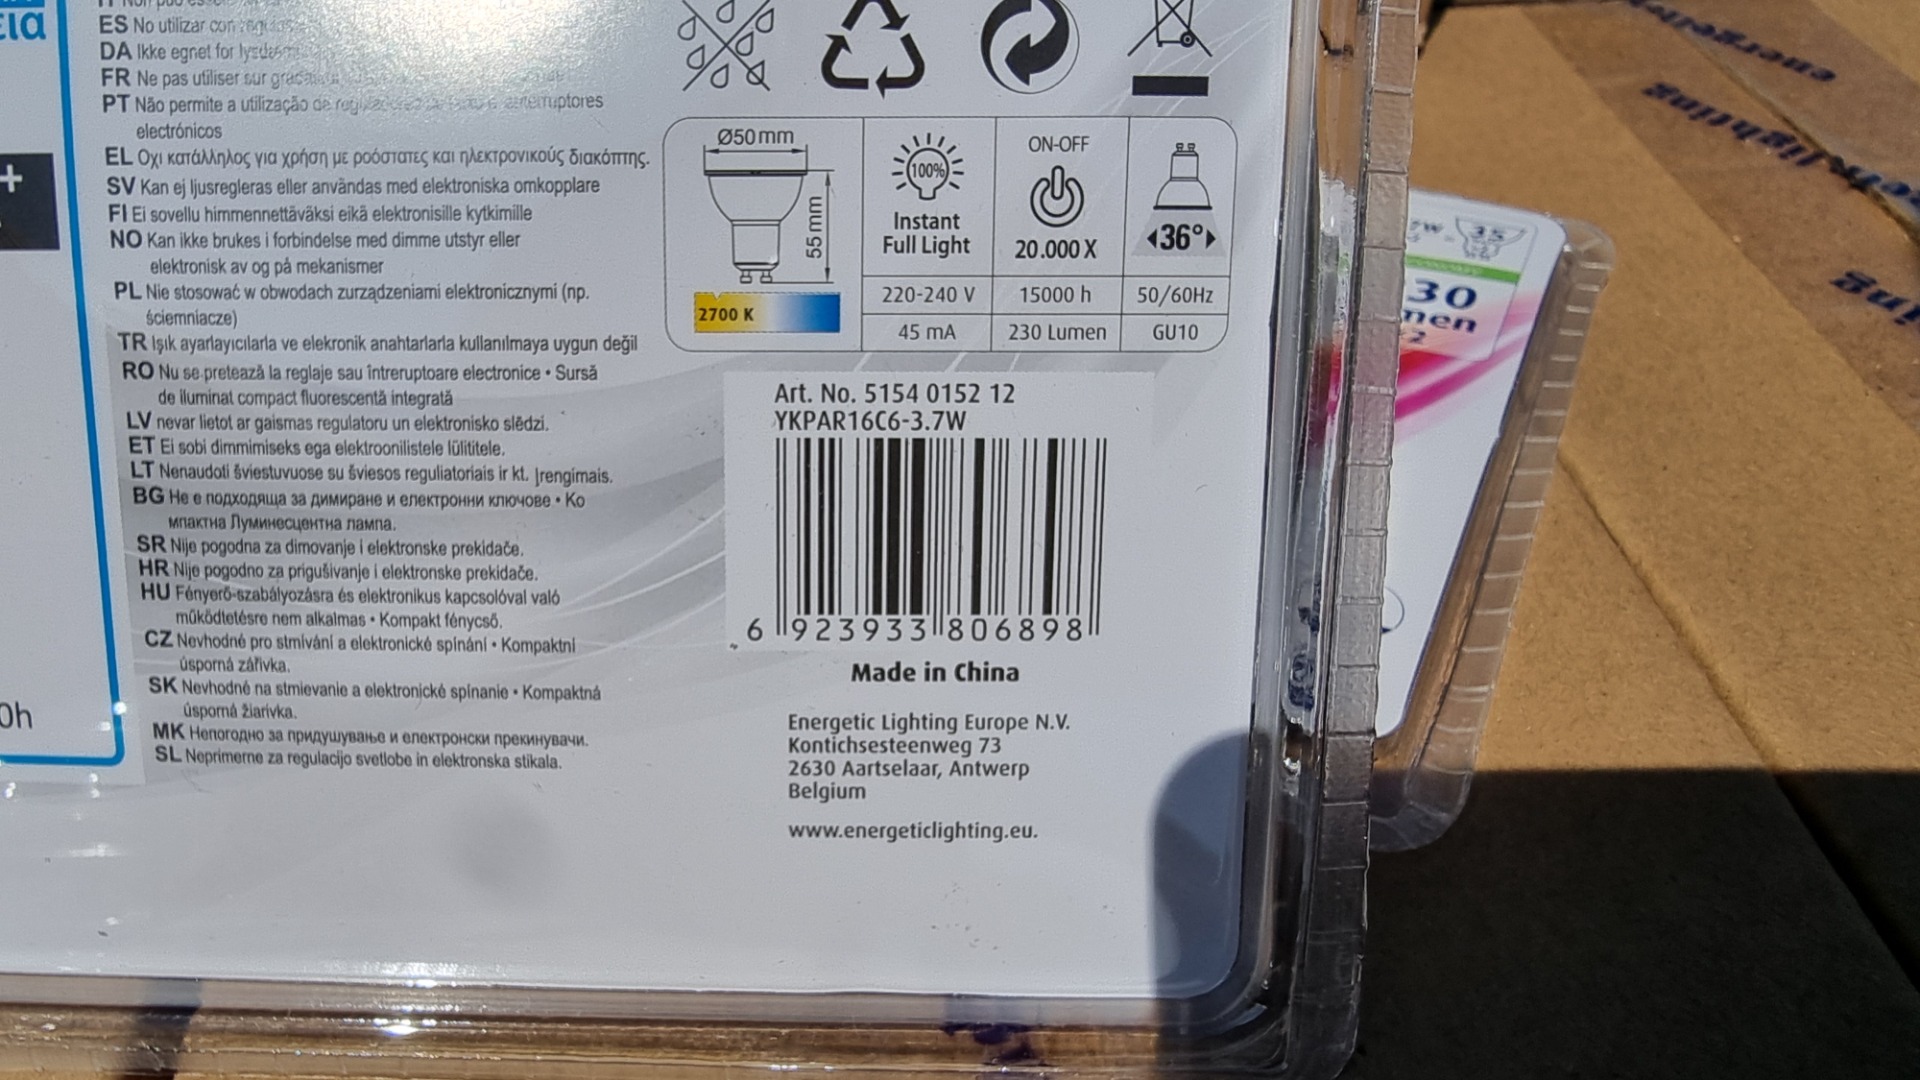 εία
+
0h
ES No utilizar con
DA Ikke egnet for
FR Ne pas utiliser sur
PT Não permite a utilização de interruptores
electrónicos
EL Οχι κατάλληλος για χρήση με ροόστατες και ηλεκτρονικούς διακόπτης.
SV Kan ej ljusregleras eller användas med elektroniska omkopplare
FI Ei sovellu himmennettäväksi eikä elektronisille kytkimille
NO Kan ikke brukes i forbindelse med dimme utstyr eller
elektronisk av og på mekanismer
PL Nie stosować w obwodach zurządzeniami elektronicznymi (np.
ściemniacze)
TR Işık ayarlayıcılarla ve elekronik anahtarlarla kullanılmaya uygun değil
RO Nu se pretează la reglaje sau întreruptoare electronice • Sursă
de iluminat compact fluorescentă integrată
LV nevar lietot ar gaismas regulatoru un elektronisko slēdzi.
ET Ei sobi dimmimiseks ega elektroonilistele lülititele.
LT Nenaudoti šviestuvuose su šviesos reguliatoriais ir kt. Įrengimais.
BG Не е подходяща за димиране и електронни ключове • Ко
мпактна Луминесцентна лампа.
SR Nije pogodna za dimovanje i elektronske prekidače.
HR Nije pogodno za prigušivanje i elektronske prekidače.
HU Fényerő-szabályozásra és elektronikus kapcsolóval való
működtetésre nem alkalmas • Kompakt fénycső.
CZ Nevhodné pro stmívání a elektronické spínání • Kompaktní
úsporná zářivka.
SK Nevhodné na stmievanie a elektronické spínanie • Kompaktná
úsporná žiarivka.
MK Непогодно за придушување и електронски прекинувачи.
SL Neprimerne za regulacijo svetlobe in elektronska stikala.
Ø50mm
55 mm
2700 K
100%
Instant
Full Light
ON-OFF
20.000 X
36°
220-240 V 15000 h 50/60Hz
45 mA 230 Lumen GU10
Art. No. 5154 0152 12
YKPAR16C6-3.7W
6 923933 806898
Made in China
Energetic Lighting Europe N.V.
Kontichsesteenweg 73
2630 Aartselaar, Antwerp
Belgium
www.energeticlighting.eu.
35
30
men
energetic
lighting